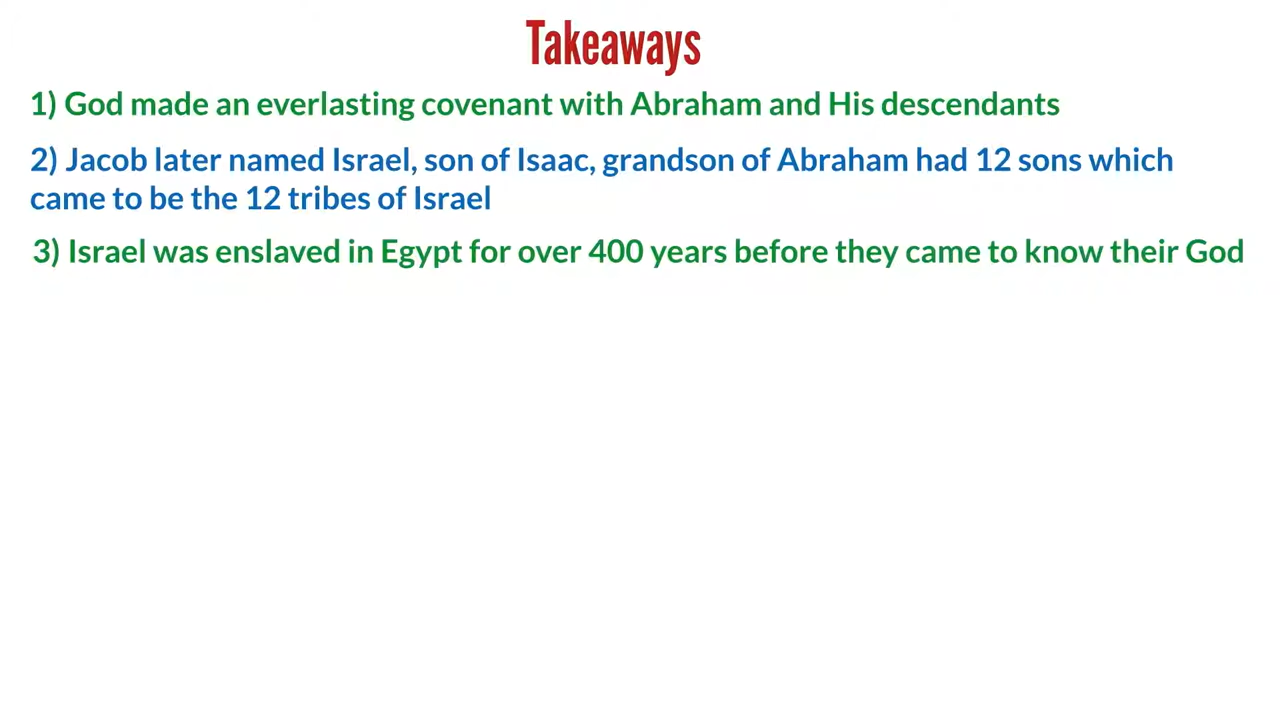 Takeaways
1) God made an everlasting covenant with Abraham and His descendants
2) Jacob later named Israel, son of Isaac, grandson of Abraham had 12 sons which
came to be the 12 tribes of Israel
3) Israel was enslaved in Egypt for over 400 years before they came to know their God